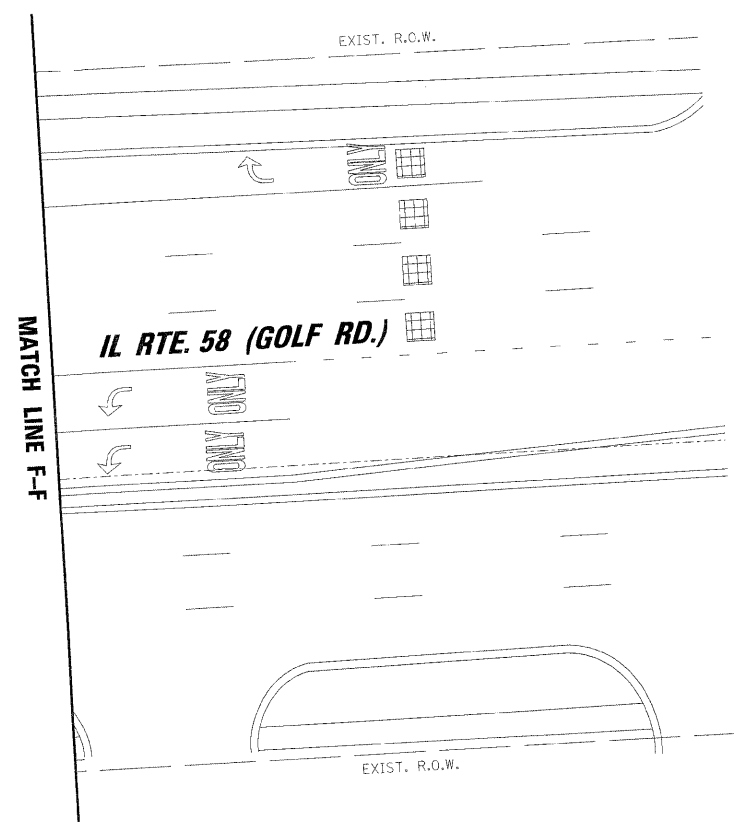 EXIST. R.O.W.
ONLY
IL RTE. 58 (GOLF RD.)
MATCH LINE F-F
ONLY
ONLY
EXIST. R.O.W.